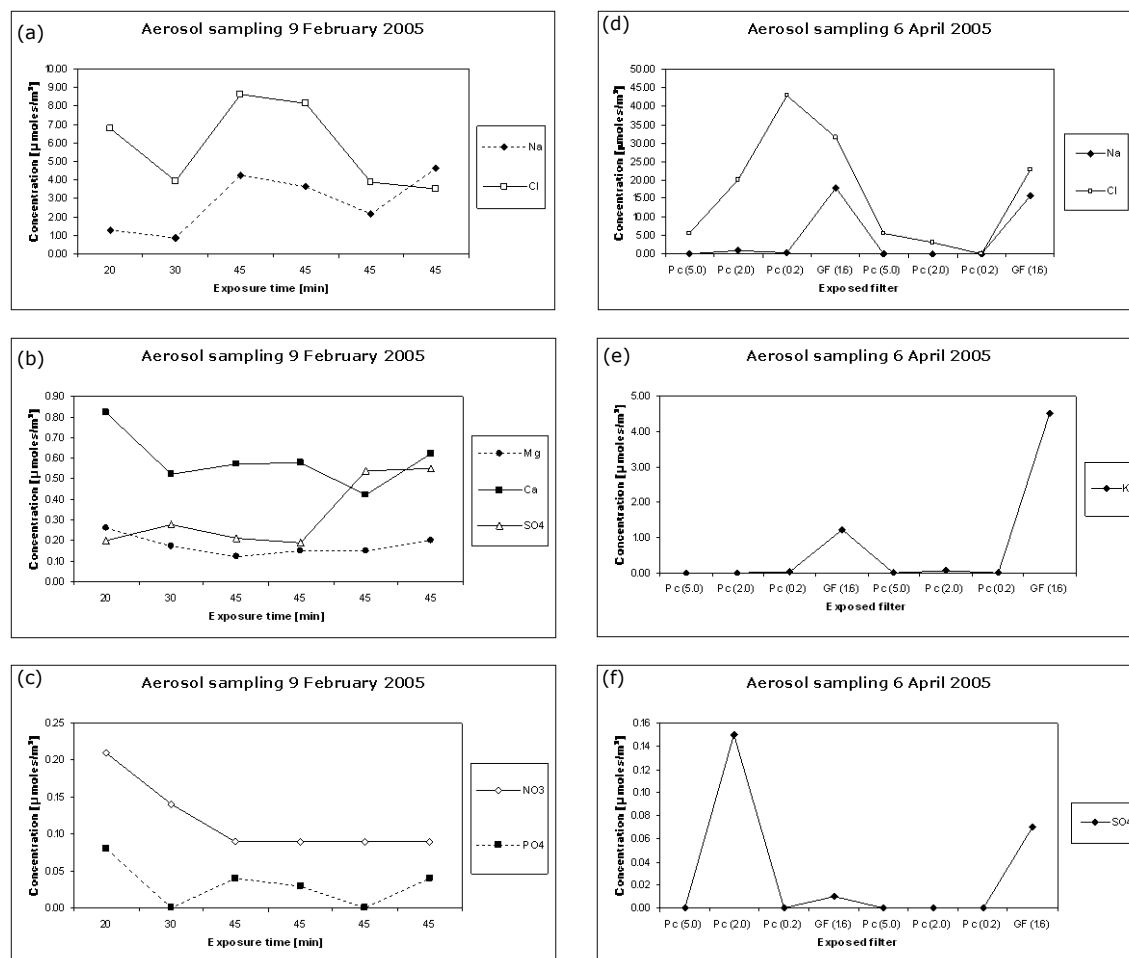 (a)
Aerosol sampling 9 February 2005
Concentration [µmoles/m³]
10.00
9.00
8.00
7.00
6.00
5.00
4.00
3.00
2.00
1.00
0.00
20 30 45 45 45 45
Exposure time [min]
Na
Cl
(d)
Aerosol sampling 6 April 2005
Concentration [µmoles/m³]
50.00
45.00
40.00
35.00
30.00
25.00
20.00
15.00
10.00
5.00
0.00
Pc (5.0) Pc (2.0) Pc (0.2) GF (1.6) Pc (5.0) Pc (2.0) Pc (0.2) GF (1.6)
Exposed filter
Na
Cl
(b)
Aerosol sampling 9 February 2005
Concentration [µmoles/m³]
0.90
0.80
0.70
0.60
0.50
0.40
0.30
0.20
0.10
0.00
20 30 45 45 45 45
Exposure time [min]
Mg
Ca
SO4
(e)
Aerosol sampling 6 April 2005
Concentration [µmoles/m³]
5.00
4.00
3.00
2.00
1.00
0.00
Pc (5.0) Pc (2.0) Pc (0.2) GF (1.6) Pc (5.0) Pc (2.0) Pc (0.2) GF (1.6)
Exposed filter
K
(c)
Aerosol sampling 9 February 2005
Concentration [µmoles/m³]
0.25
0.20
0.15
0.10
0.05
0.00
20 30 45 45 45 45
Exposure time [min]
NO3
PO4
(f)
Aerosol sampling 6 April 2005
Concentration [µmoles/m³]
0.16
0.14
0.12
0.10
0.08
0.06
0.04
0.02
0.00
Pc (5.0) Pc (2.0) Pc (0.2) GF (1.6) Pc (5.0) Pc (2.0) Pc (0.2) GF (1.6)
Exposed filter
SO4